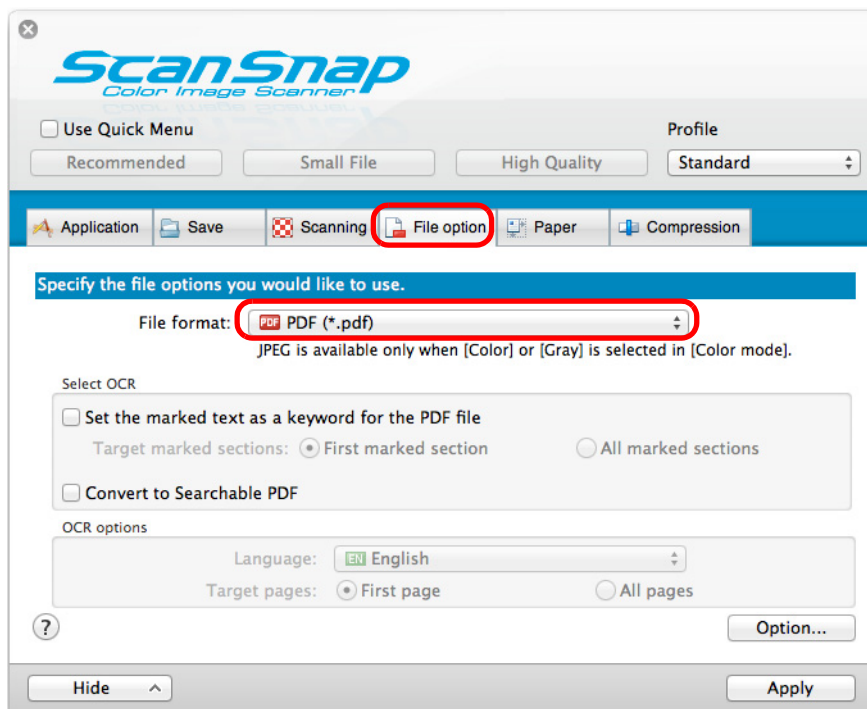 ScanSnap
Color Image Scanner
Use Quick Menu
Profile
Recommended Small File High Quality Standard
Application Save Scanning File option Paper Compression
Specify the file options you would like to use.
File format: PDF PDF (*.pdf)
JPEG is available only when [Color] or [Gray] is selected in [Color mode].
Select OCR
Set the marked text as a keyword for the PDF file
Target marked sections: First marked section All marked sections
Convert to Searchable PDF
OCR options
Language: EN English
Target pages: First page All pages
? Option...
Hide Apply